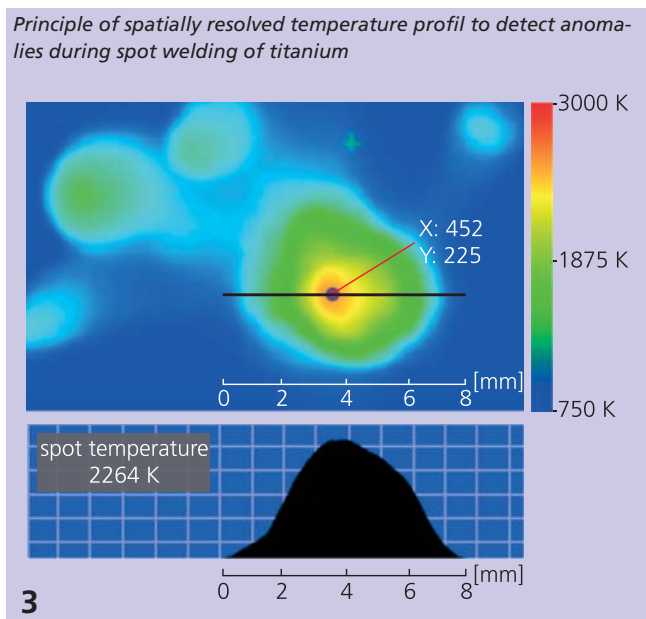 Principle of spatially resolved temperature profil to detect anoma-
lies during spot welding of titanium
3000 K
X: 452
Y: 225
1875 K
[mm]
0 2 4 6 8
750 K
spot temperature
2264 K
[mm]
0 2 4 6 8
3